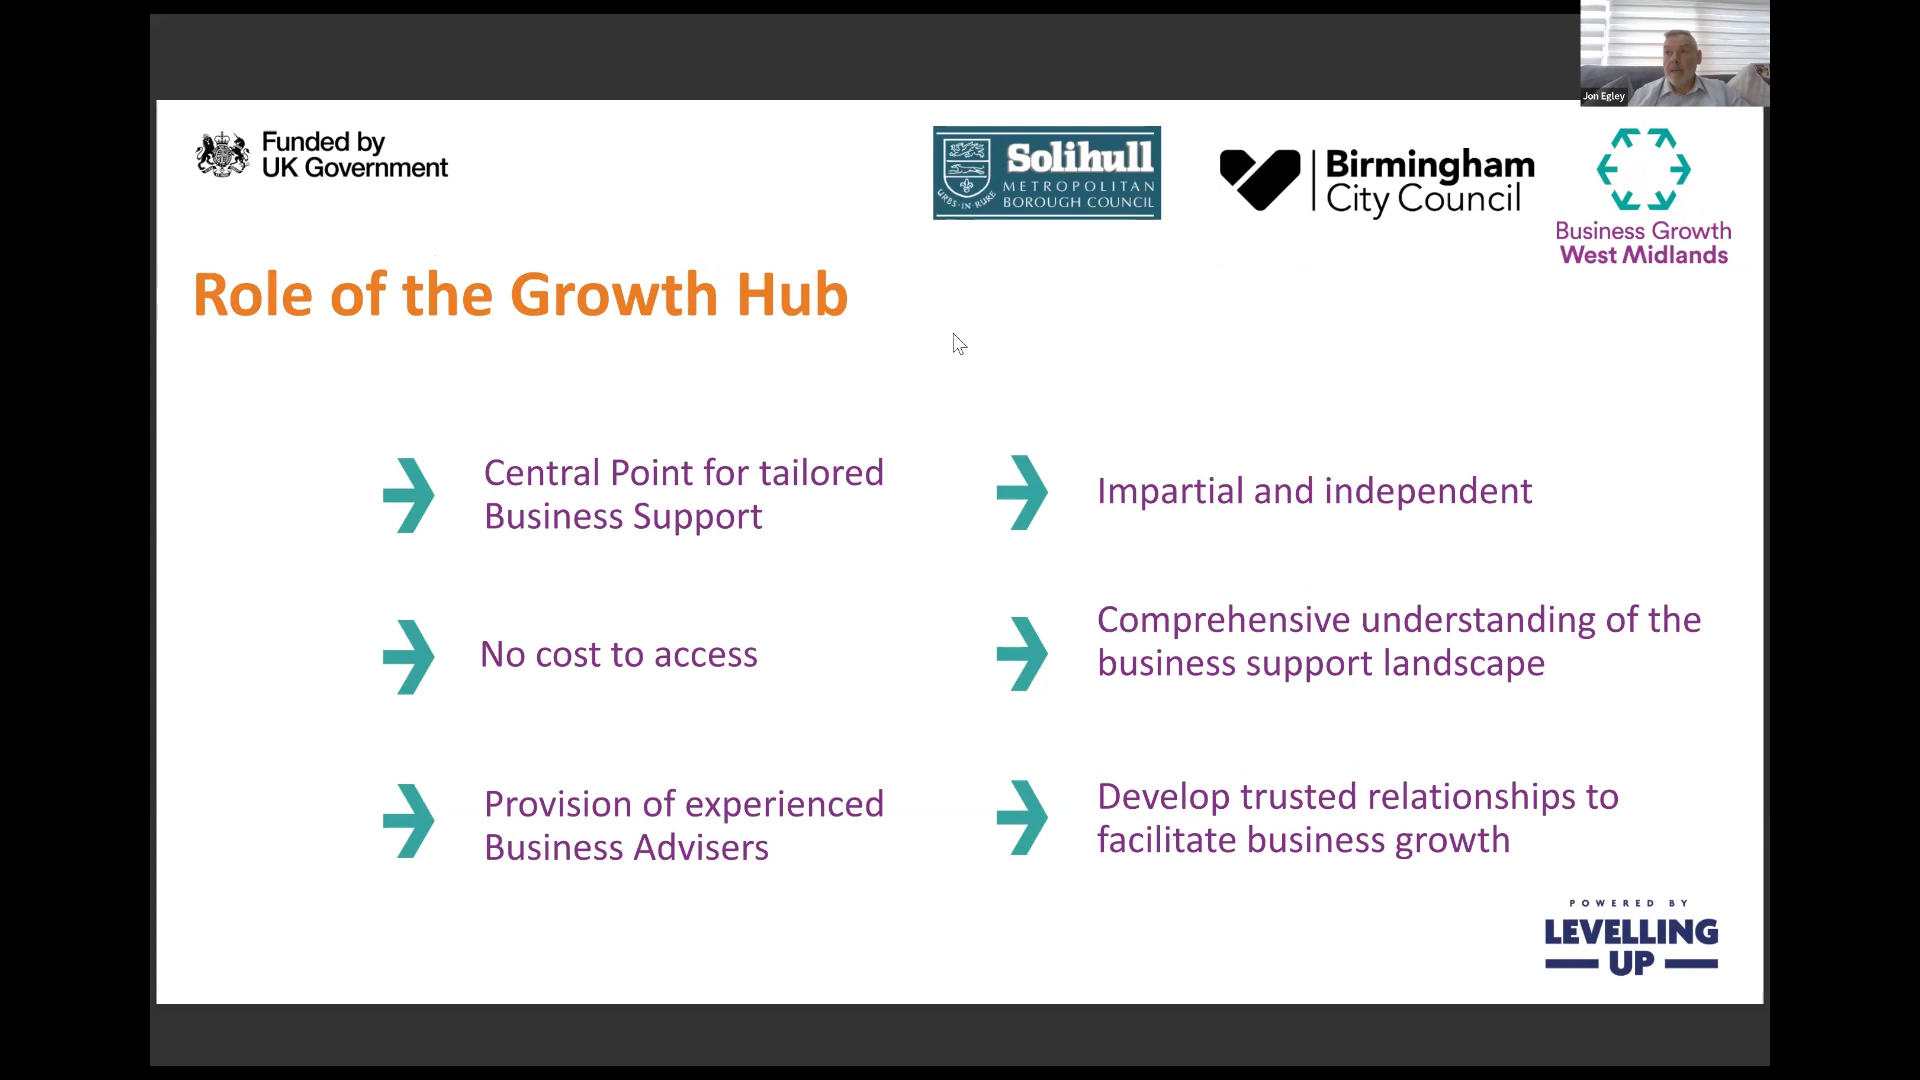 Jon Egley
Funded by
UK Government
Solihull
METROPOLITAN
BOROUGH COUNCIL
URBS·IN·RURE
Birmingham
City Council
Business Growth
West Midlands
Role of the Growth Hub
Central Point for tailored
Business Support
No cost to access
Provision of experienced
Business Advisers
Impartial and independent
Comprehensive understanding of the
business support landscape
Develop trusted relationships to
facilitate business growth
POWERED BY
LEVELLING
UP